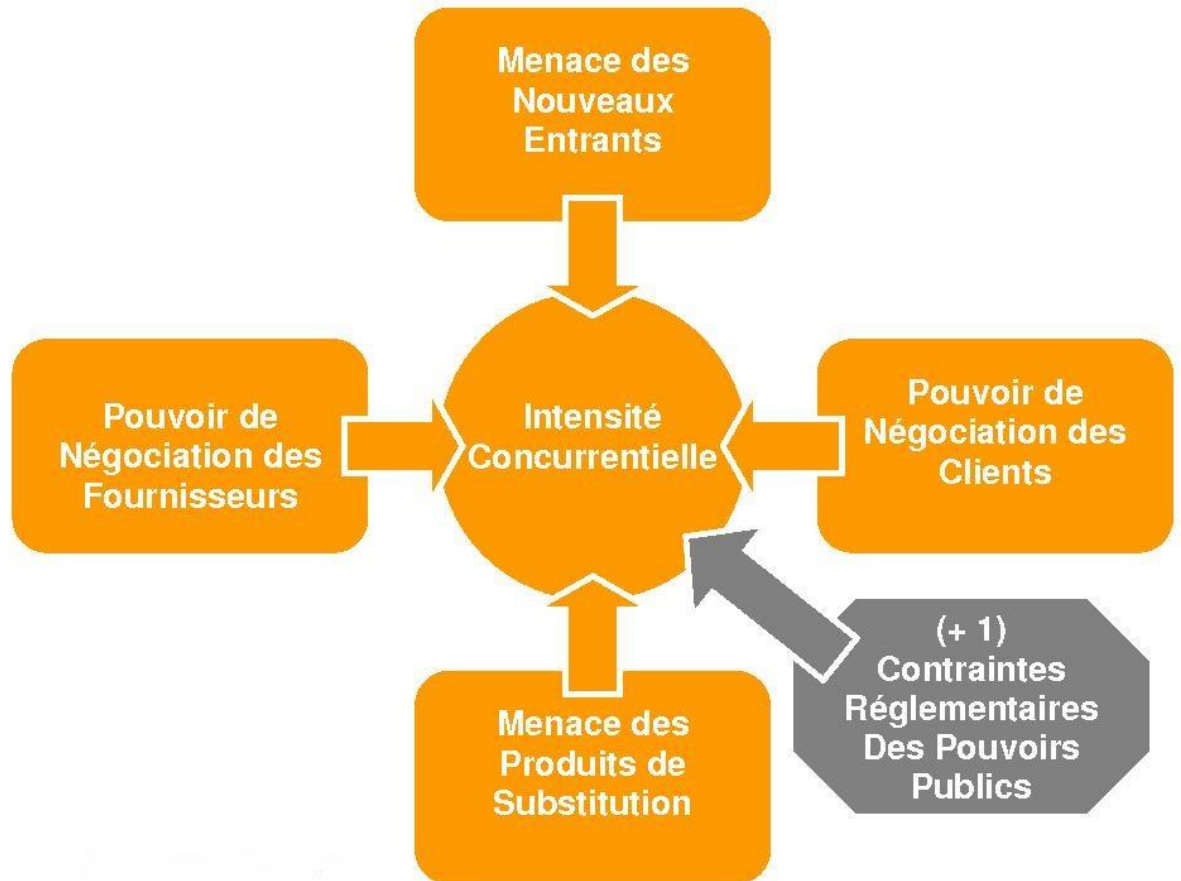 Menace des
Nouveaux
Entrants
Pouvoir de
Négociation des
Fournisseurs
Intensité
Concurrentielle
Pouvoir de
Négociation des
Clients
Menace des
Produits de
Substitution
(+ 1)
Contraintes
Réglementaires
Des Pouvoirs
Publics